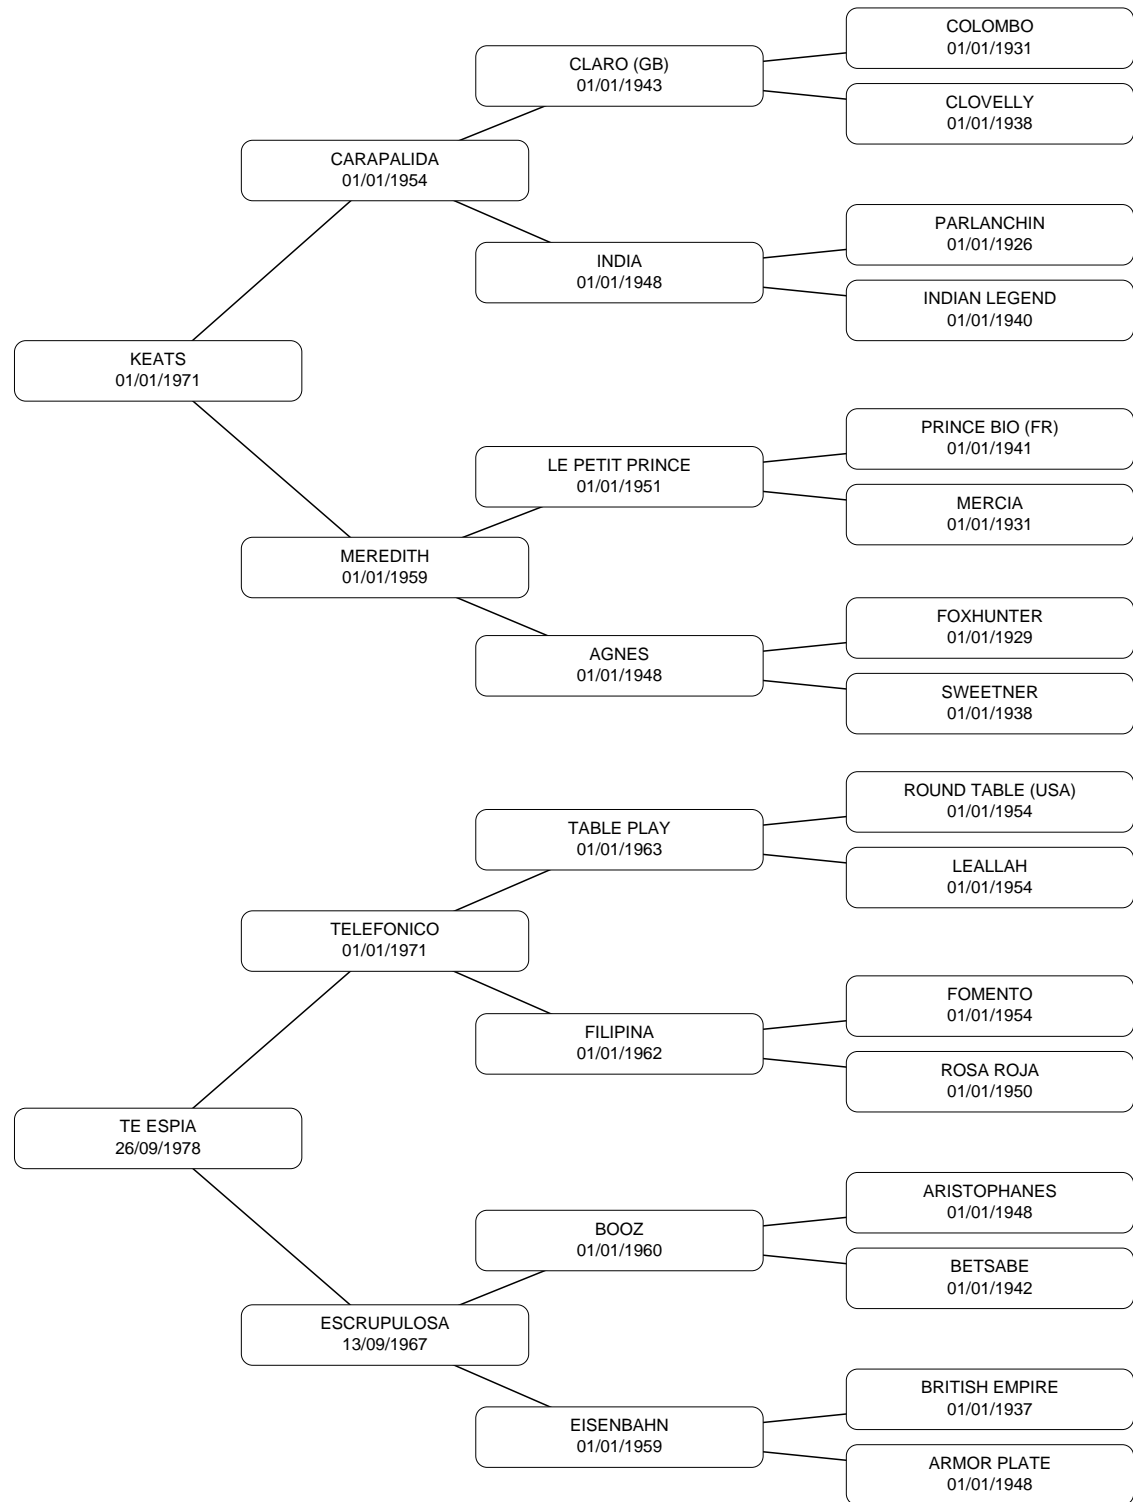 COLOMBO
01/01/1931
CLARO (GB)
01/01/1943
CLOVELLY
01/01/1938
CARAPALIDA
01/01/1954
PARLANCHIN
01/01/1926
INDIA
01/01/1948
INDIAN LEGEND
01/01/1940
KEATS
01/01/1971
PRINCE BIO (FR)
01/01/1941
LE PETIT PRINCE
01/01/1951
MERCIA
01/01/1931
MEREDITH
01/01/1959
FOXHUNTER
01/01/1929
AGNES
01/01/1948
SWEETNER
01/01/1938
ROUND TABLE (USA)
01/01/1954
TABLE PLAY
01/01/1963
LEALLAH
01/01/1954
TELEFONICO
01/01/1971
FOMENTO
01/01/1954
FILIPINA
01/01/1962
ROSA ROJA
01/01/1950
TE ESPIA
26/09/1978
ARISTOPHANES
01/01/1948
BOOZ
01/01/1960
BETSABE
01/01/1942
ESCRUPULOSA
13/09/1967
BRITISH EMPIRE
01/01/1937
EISENBAHN
01/01/1959
ARMOR PLATE
01/01/1948